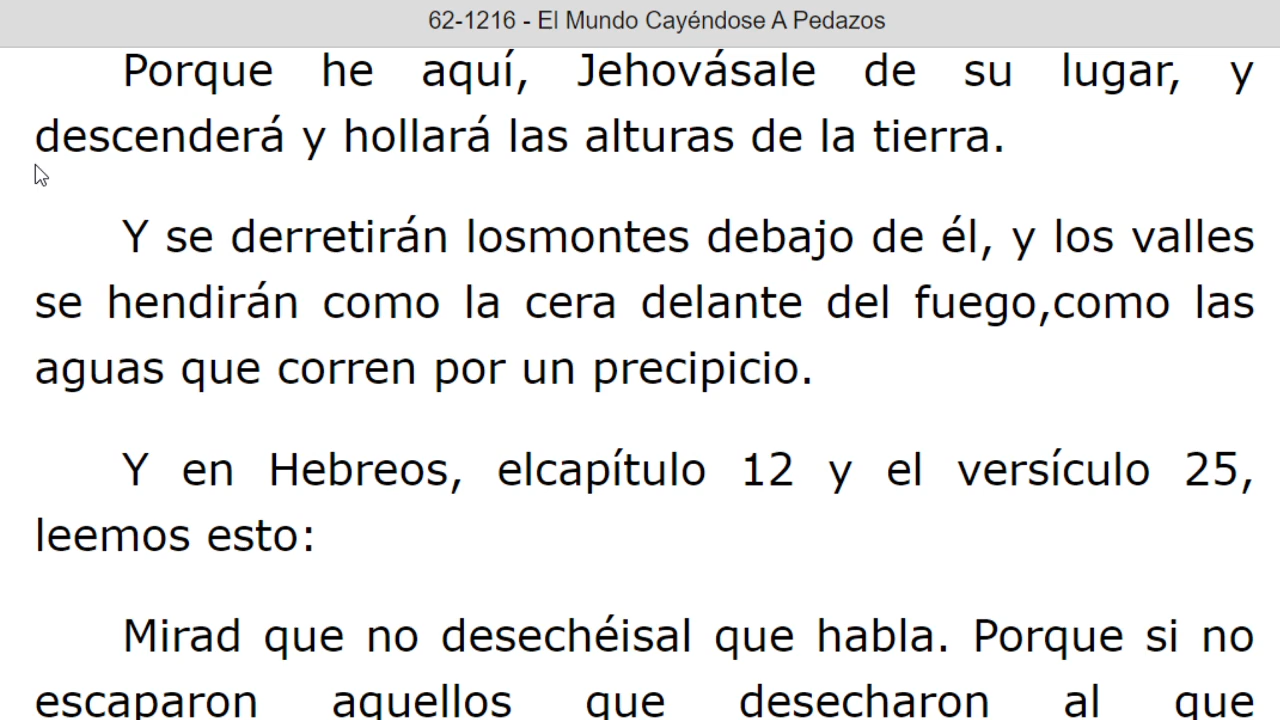 62-1216 - El Mundo Cayéndose A Pedazos
Porque he aquí, Jehovásale de su lugar, y
descenderá y hollará las alturas de la tierra.
Y se derretirán losmontes debajo de él, y los valles
se hendirán como la cera delante del fuego,como las
aguas que corren por un precipicio.
Y en Hebreos, elcapítulo 12 y el versículo 25,
leemos esto:
Mirad que no desechéisal que habla. Porque si no
escaparon aquellos que desecharon al que